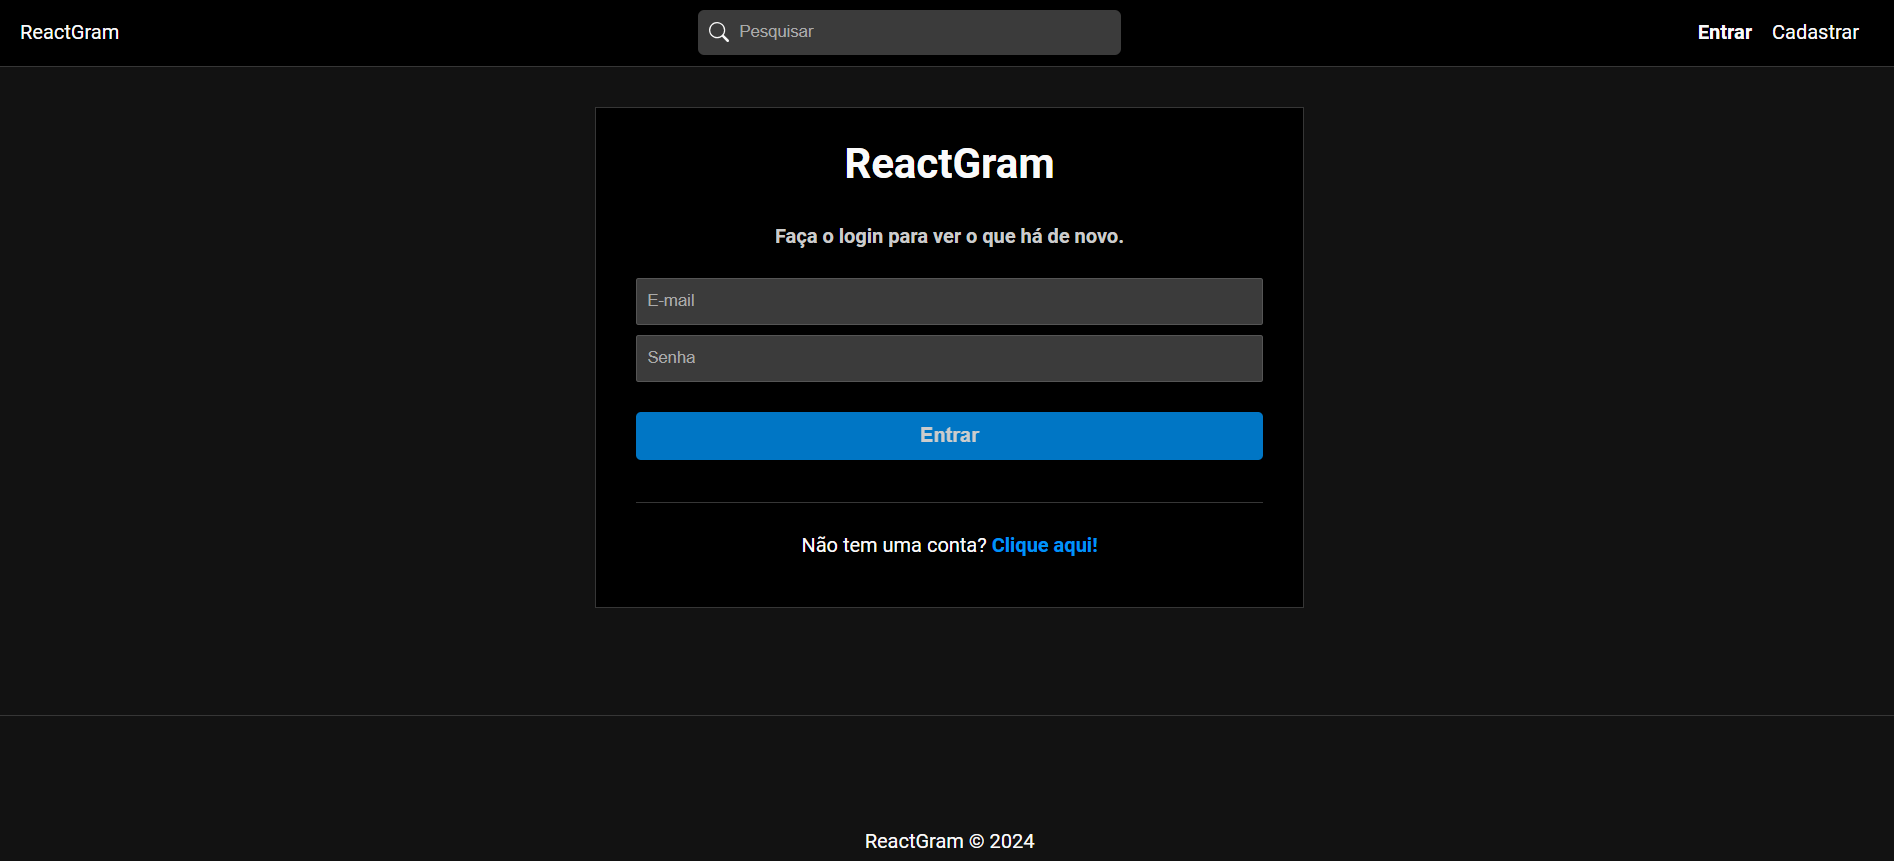 ReactGram
Pesquisar
Entrar
Cadastrar
ReactGram
Faça o login para ver o que há de novo.
E-mail
Senha
Entrar
Não tem uma conta? Clique aqui!
ReactGram © 2024